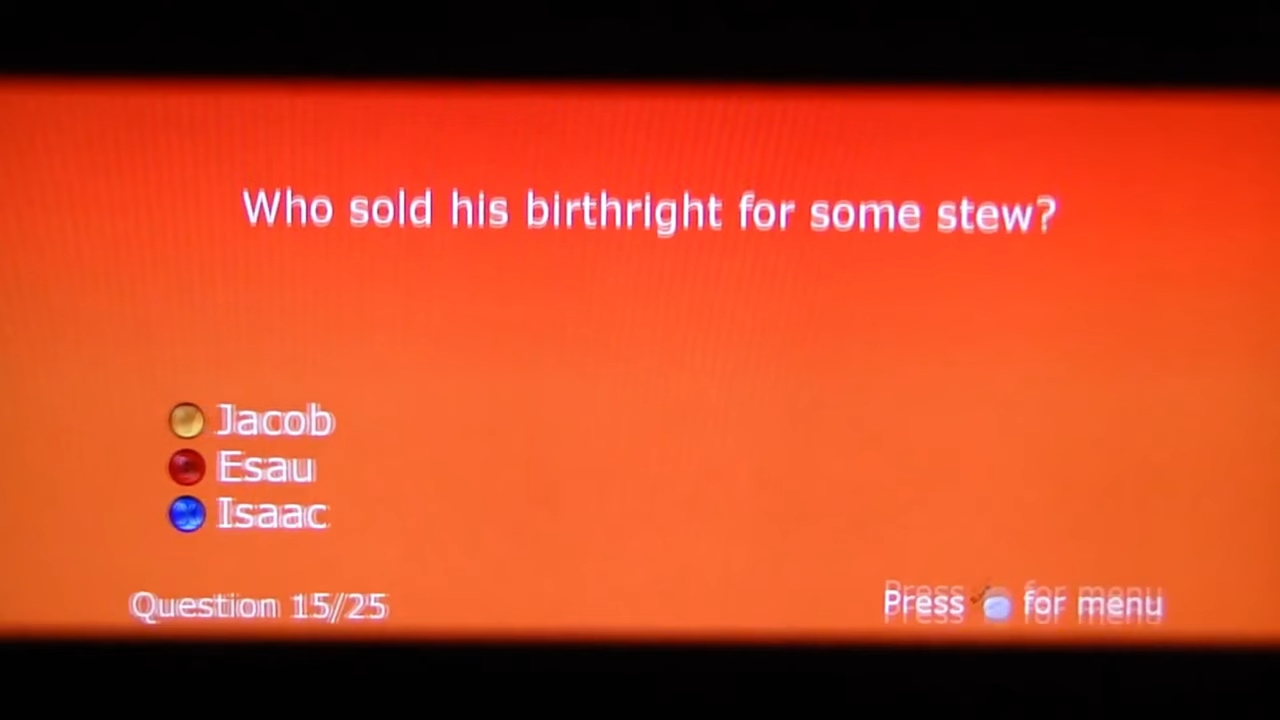 Who sold his birthright for some stew?
Jacob
Esau
Isaac
Question 15/25
Press for menu